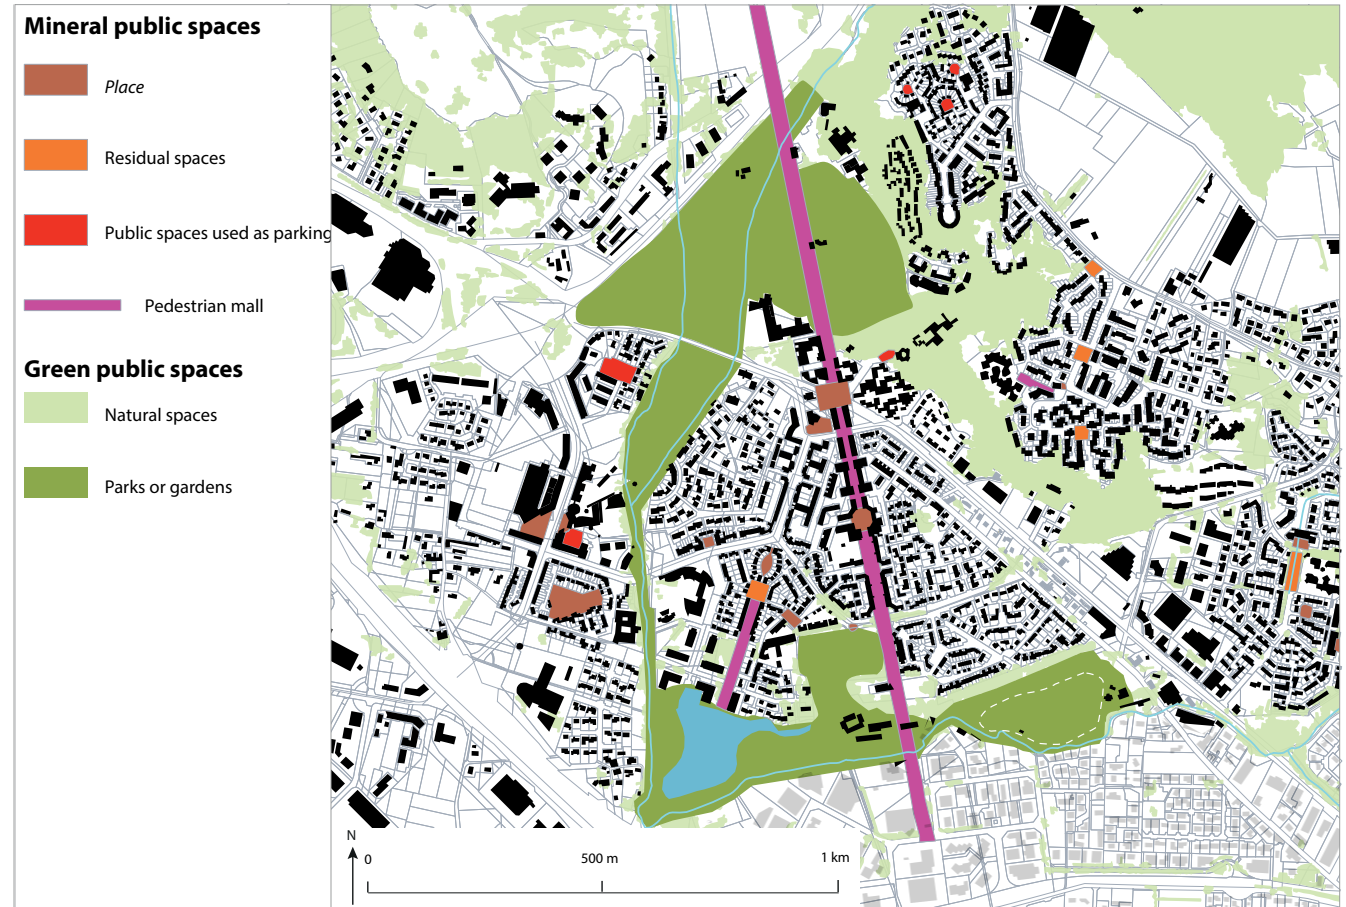 Mineral public spaces
Place
Residual spaces
Public spaces used as parking
Pedestrian mall
Green public spaces
Natural spaces
Parks or gardens
N
0 500 m 1 km